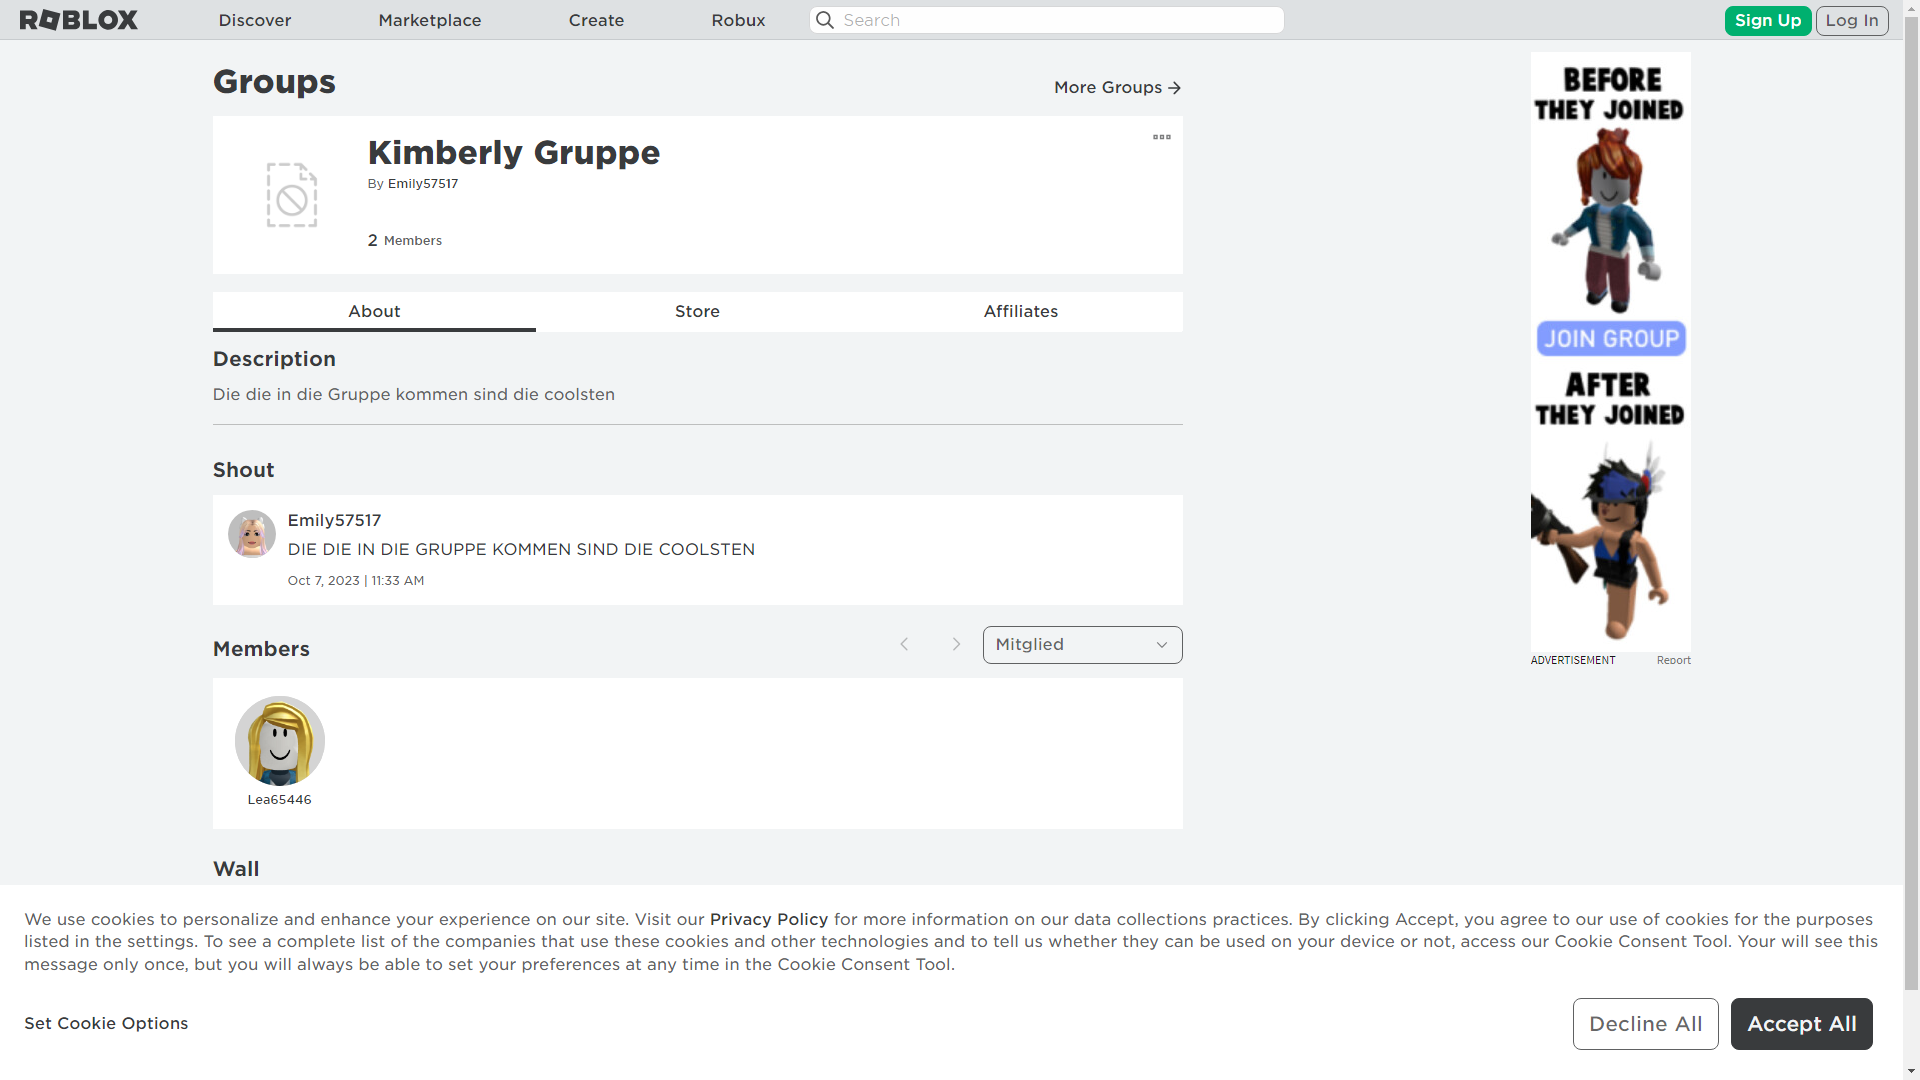 ROBLOX
Discover
Marketplace
Create
Robux
Search
Sign Up
Log In
Groups
More Groups
Kimberly Gruppe
By Emily57517
2 Members
About
Store
Affiliates
Description
Die die in die Gruppe kommen sind die coolsten
Shout
Emily57517
DIE DIE IN DIE GRUPPE KOMMEN SIND DIE COOLSTEN
Oct 7, 2023 | 11:33 AM
Members
Mitglied
Lea65446
Wall
BEFORE
THEY JOINED
JOIN GROUP
AFTER
THEY JOINED
ADVERTISEMENT
Report
We use cookies to personalize and enhance your experience on our site. Visit our Privacy Policy for more information on our data collections practices. By clicking Accept, you agree to our use of cookies for the purposes
listed in the settings. To see a complete list of the companies that use these cookies and other technologies and to tell us whether they can be used on your device or not, access our Cookie Consent Tool. Your will see this
message only once, but you will always be able to set your preferences at any time in the Cookie Consent Tool.
Set Cookie Options
Decline All
Accept All